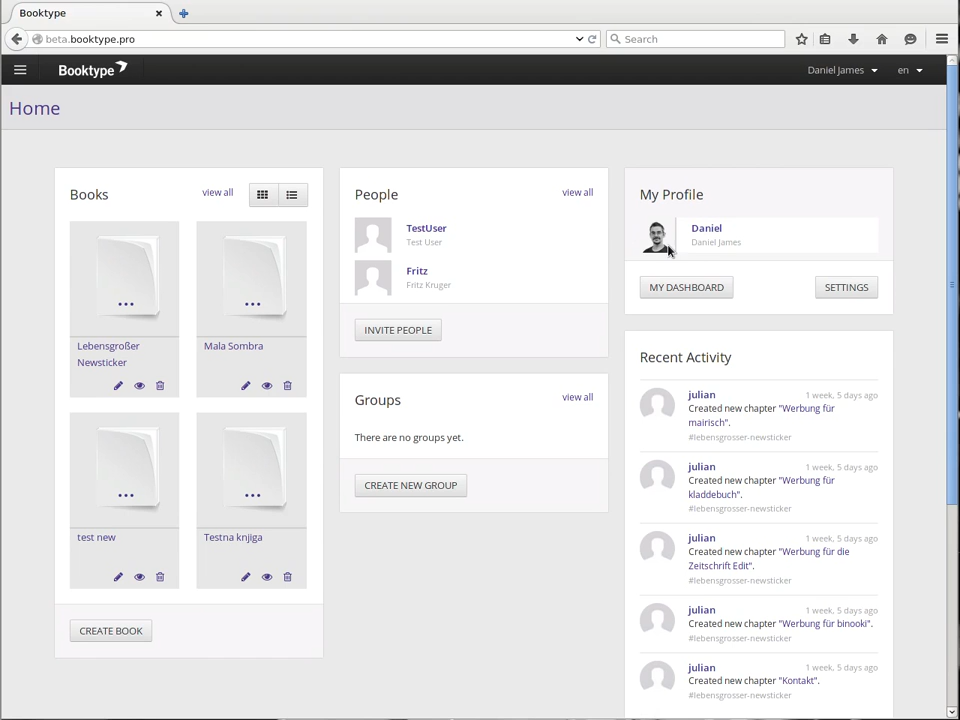 Booktype
beta.booktype.pro
Search
Booktype
Daniel James
en
Home
Books
view all
Lebensgroßer
Newsticker
Mala Sombra
test new
Testna knjiga
CREATE BOOK
People
view all
TestUser
Test User
Fritz
Fritz Kruger
INVITE PEOPLE
Groups
view all
There are no groups yet.
CREATE NEW GROUP
My Profile
Daniel
Daniel James
MY DASHBOARD
SETTINGS
Recent Activity
julian 1 week, 5 days ago
Created new chapter "Werbung für
mairisch".
#lebensgrosser-newsticker
julian 1 week, 5 days ago
Created new chapter "Werbung für
kladdebuch".
#lebensgrosser-newsticker
julian 1 week, 5 days ago
Created new chapter "Werbung für die
Zeitschrift Edit".
#lebensgrosser-newsticker
julian 1 week, 5 days ago
Created new chapter "Werbung für binooki".
#lebensgrosser-newsticker
julian 1 week, 5 days ago
Created new chapter "Kontakt".
#lebensgrosser-newsticker